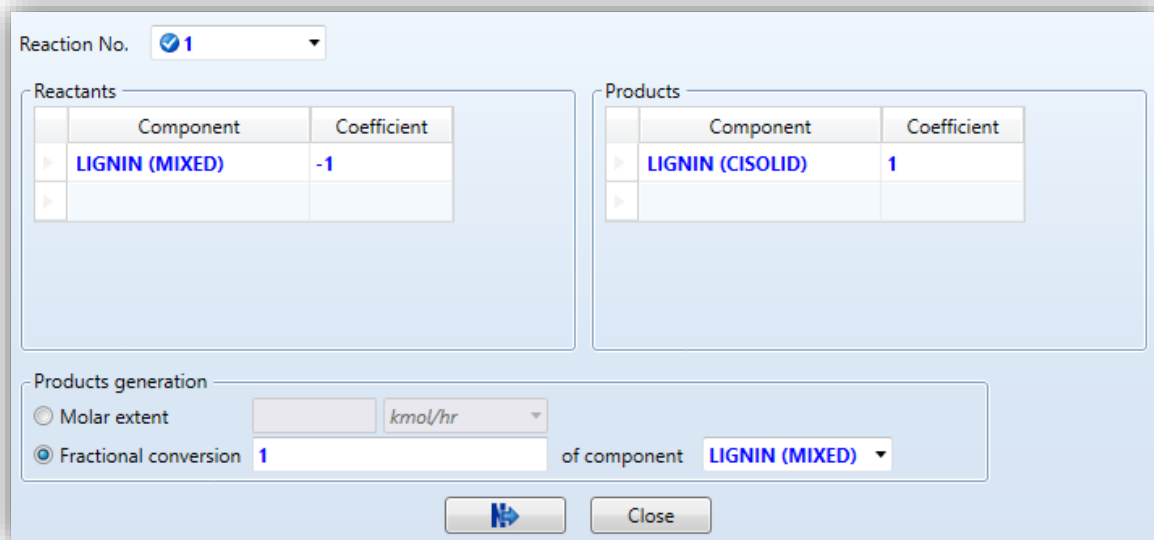 Reaction No. 1
Reactants
Component Coefficient
LIGNIN (MIXED) -1
Products
Component Coefficient
LIGNIN (CISOLID) 1
Products generation
Molar extent kmol/hr
Fractional conversion 1 of component LIGNIN (MIXED)
N Close